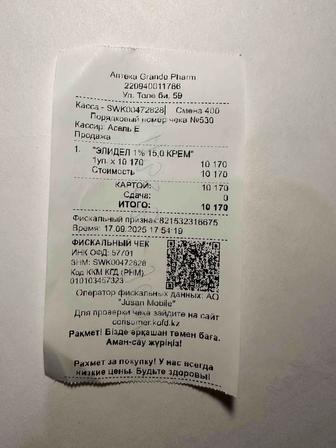 Аптека Grande Pharm
220940011786
Ул. Толе би, 59
Касса - SWK00472828 Смена 400
Порядковый номер чека №530
Кассир: Асель Е
Продажа
1. "ЭЛИДЕЛ 1% 15,0 КРЕМ"
1уп. x 10 170 10 170
Стоимость 10 170
КАРТОЙ: 10 170
Сдача: 0
ИТОГО: 10 170
Фискальный признак:821532318675
Время: 17.09.2025 17:54:19
ФИСКАЛЬНЫЙ ЧЕК
ИНК ОФД: 57701
ЗНМ: SWK00472828
Код ККМ КГД (РНМ)
010103457323
Оператор фискальных данных: АО
"Jusan Mobile"
Для проверки чека зайдите на сайт
consumer.kofd.kz
Рақмет! Бізде әрқашан төмен баға.
Аман-сау жүріңіз!
Рахмет за покупку! У нас всегда
низкие цены. Будьте здоровы!